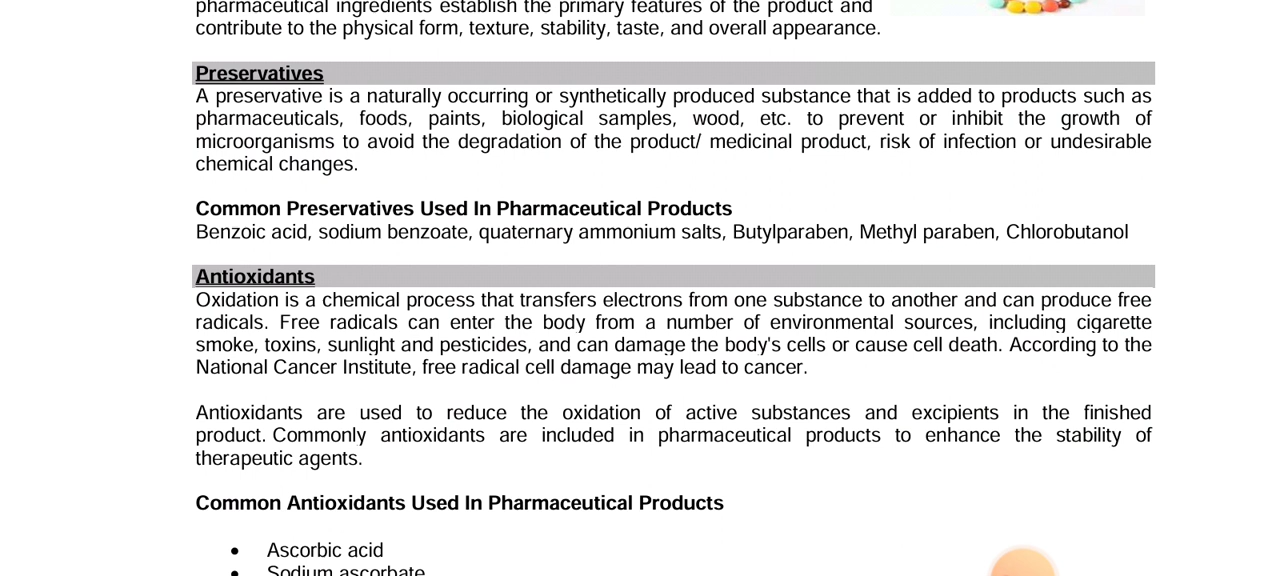 pharmaceutical ingredients establish the primary features of the product and
contribute to the physical form, texture, stability, taste, and overall appearance.
Preservatives
A preservative is a naturally occurring or synthetically produced substance that is added to products such as
pharmaceuticals, foods, paints, biological samples, wood, etc. to prevent or inhibit the growth of
microorganisms to avoid the degradation of the product/ medicinal product, risk of infection or undesirable
chemical changes.
Common Preservatives Used In Pharmaceutical Products
Benzoic acid, sodium benzoate, quaternary ammonium salts, Butylparaben, Methyl paraben, Chlorobutanol
Antioxidants
Oxidation is a chemical process that transfers electrons from one substance to another and can produce free
radicals. Free radicals can enter the body from a number of environmental sources, including cigarette
smoke, toxins, sunlight and pesticides, and can damage the body's cells or cause cell death. According to the
National Cancer Institute, free radical cell damage may lead to cancer.
Antioxidants are used to reduce the oxidation of active substances and excipients in the finished
product. Commonly antioxidants are included in pharmaceutical products to enhance the stability of
therapeutic agents.
Common Antioxidants Used In Pharmaceutical Products
• Ascorbic acid
• Sodium ascorbate